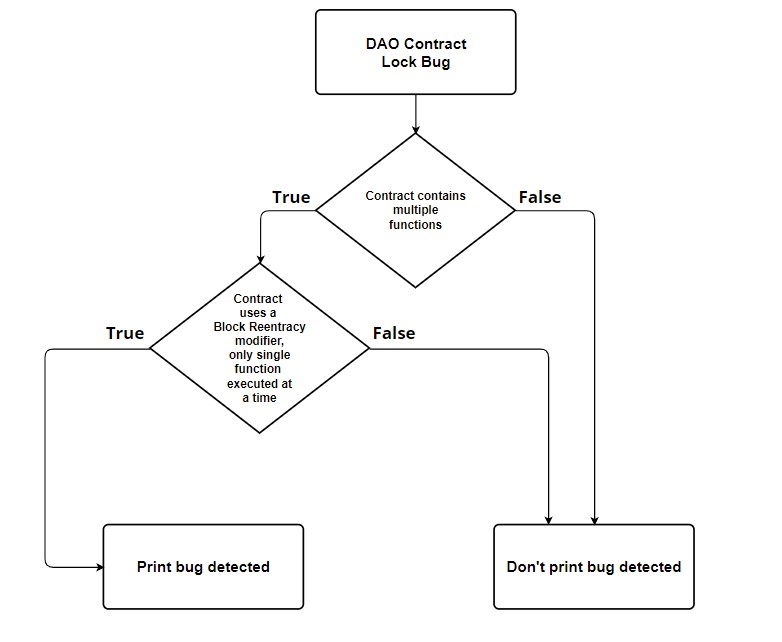 DAO Contract
Lock Bug
Contract contains
multiple
functions
True
False
Contract
uses a
Block Reentracy
modifier,
only single
function
executed at
a time
True
False
Print bug detected
Don't print bug detected